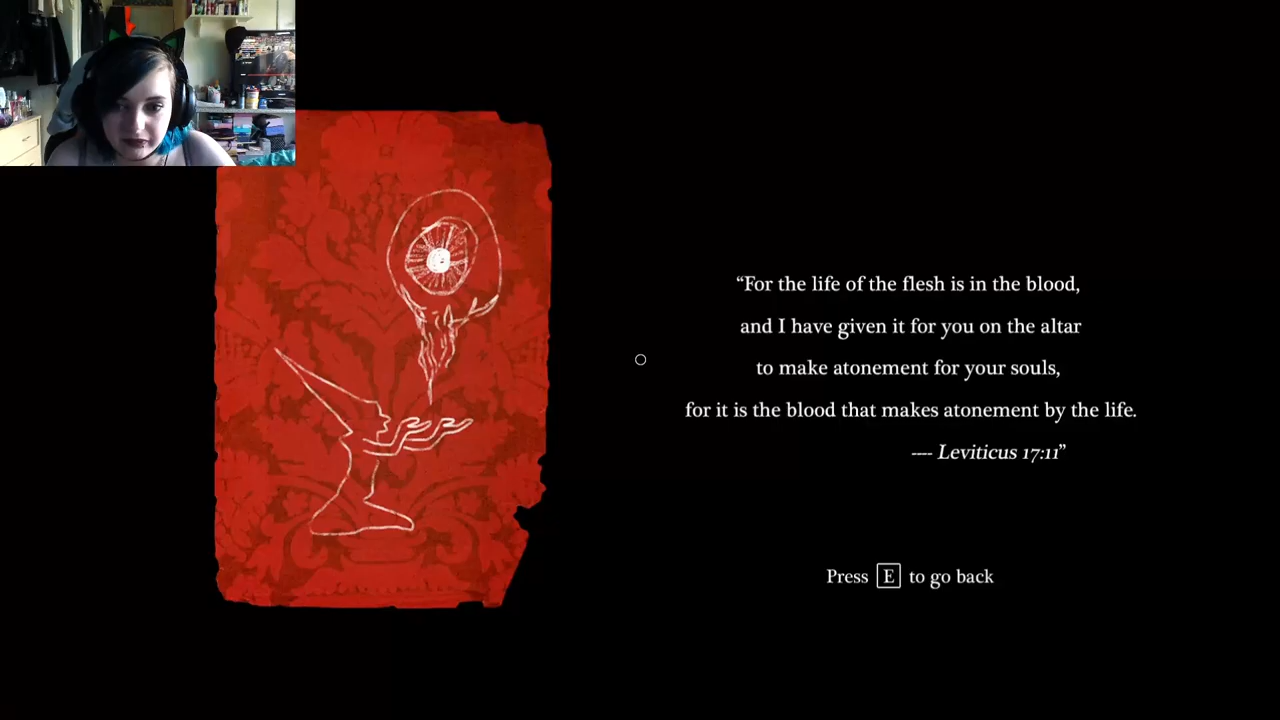 “For the life of the flesh is in the blood,
and I have given it for you on the altar
to make atonement for your souls,
for it is the blood that makes atonement by the life.
---- Leviticus 17:11”
Press E to go back